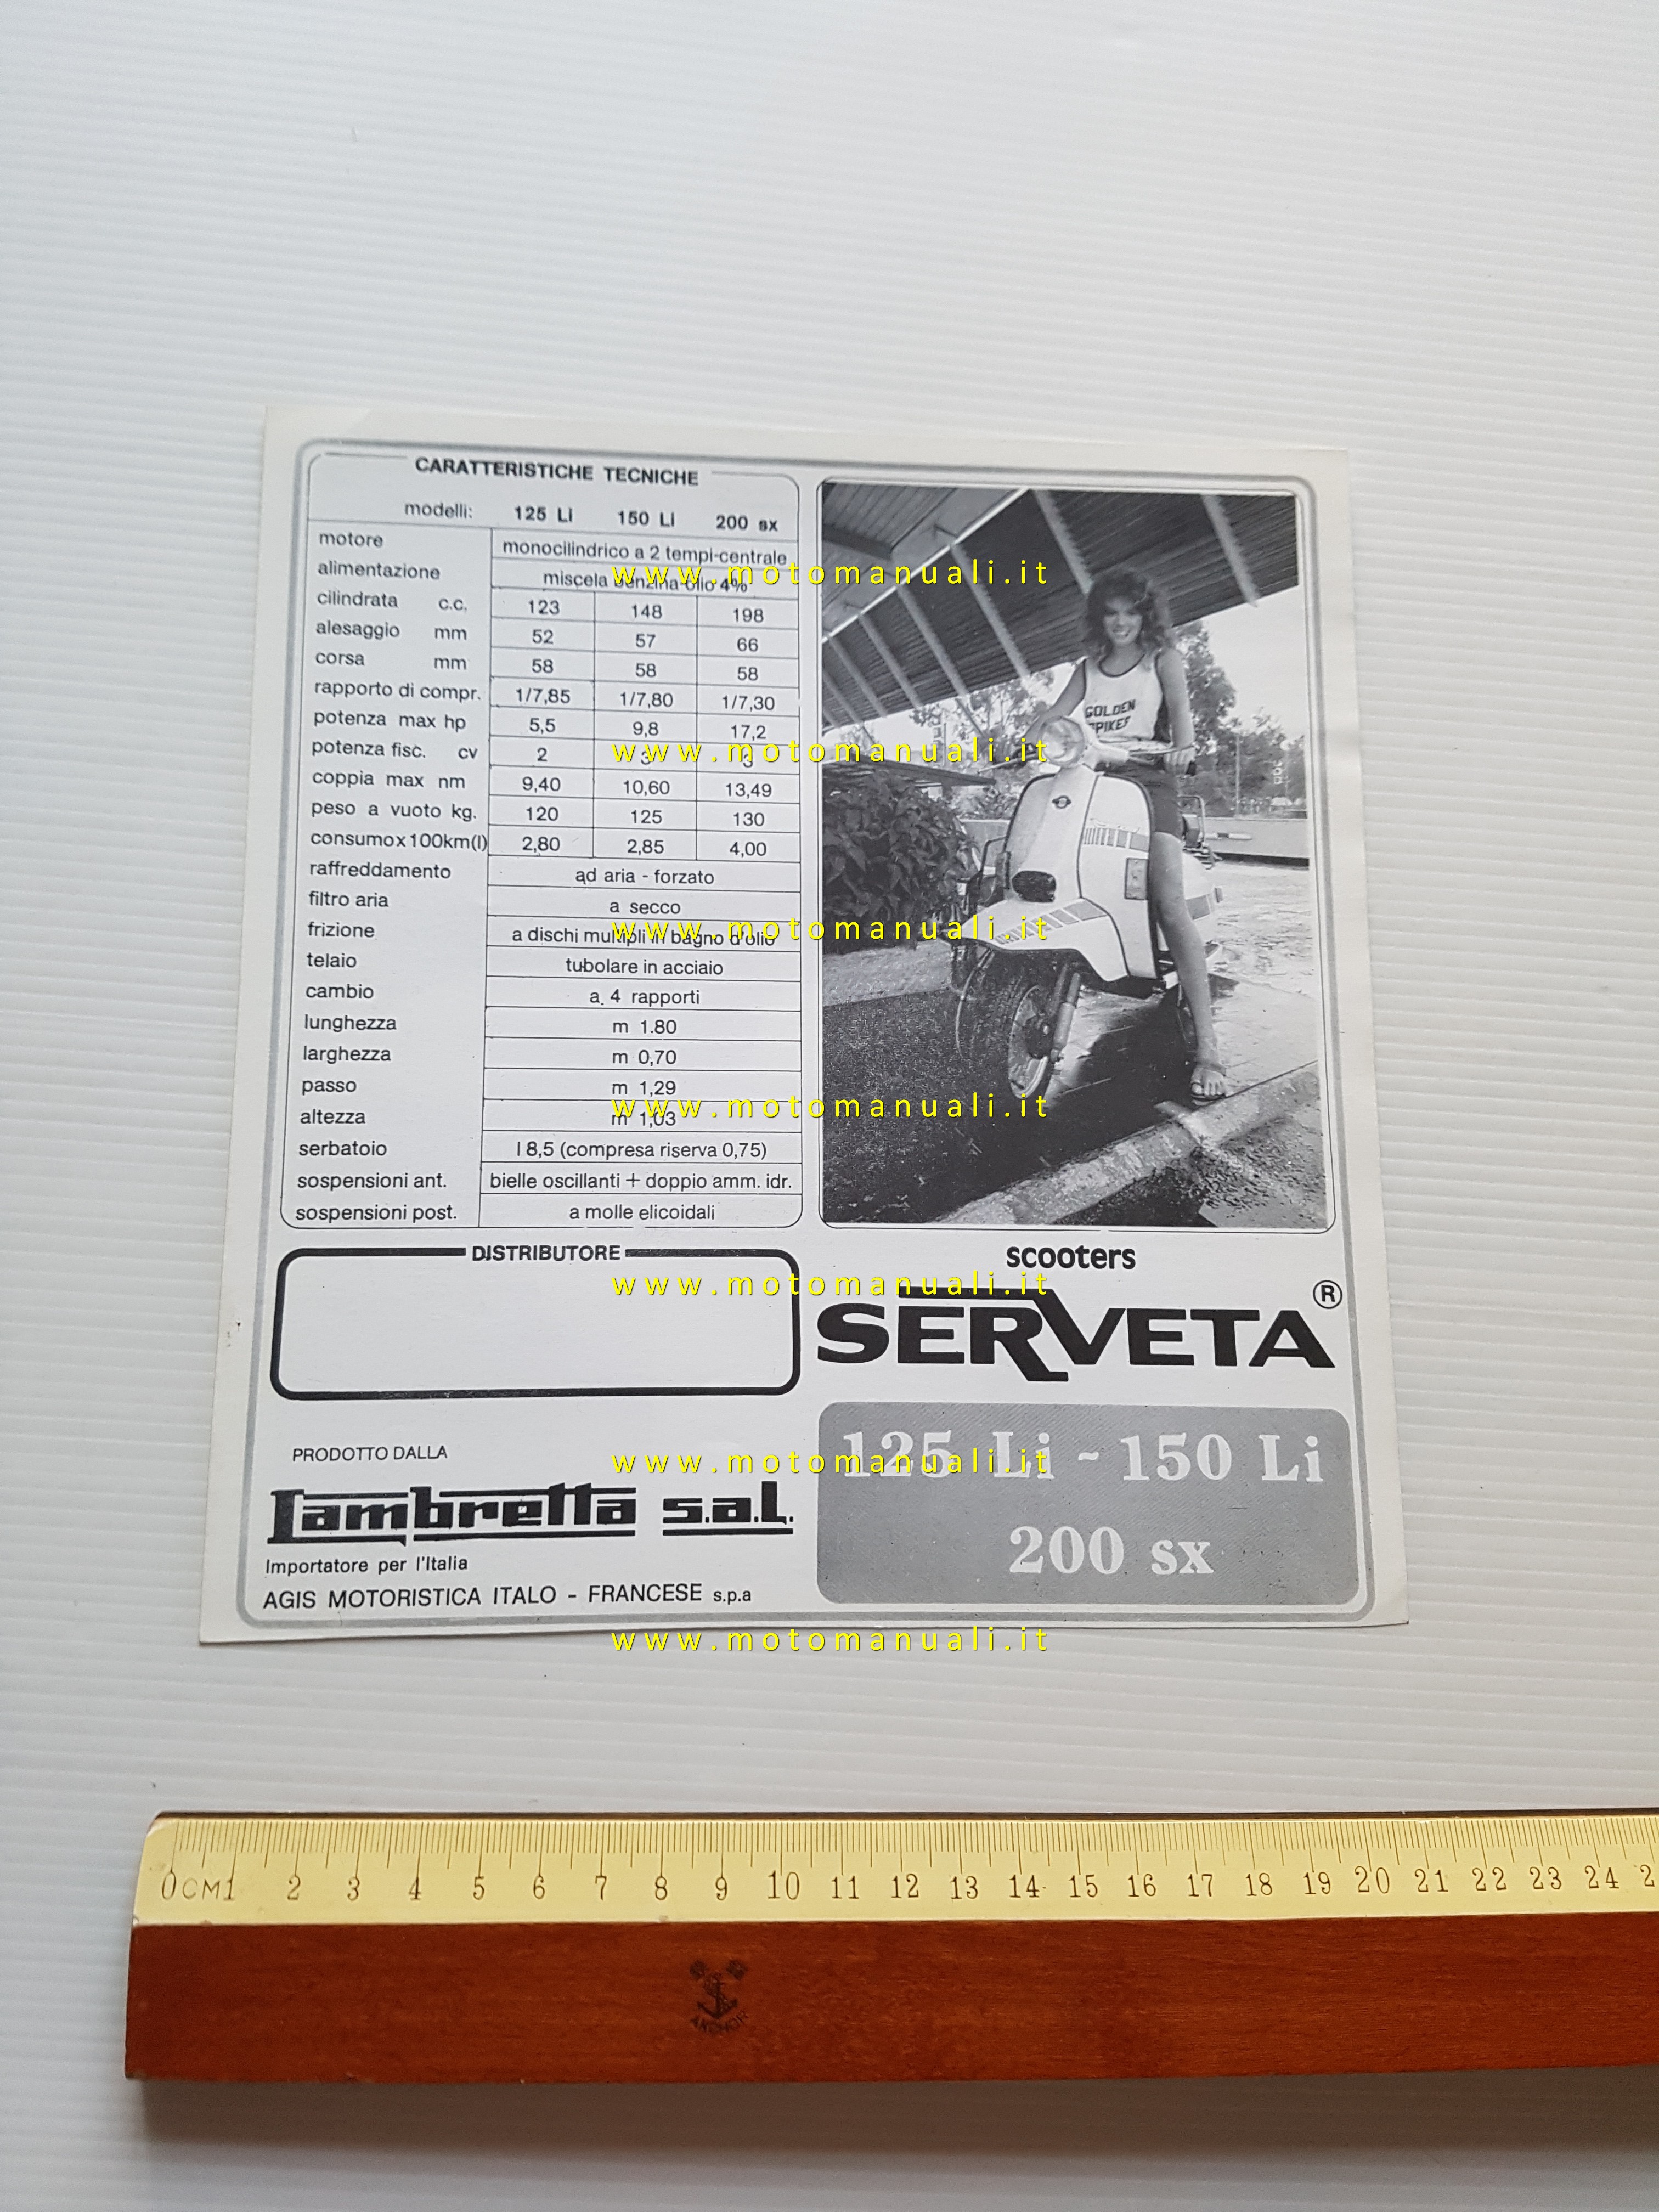 CARATTERISTICHE TECNICHE
modelli: 125 Li 150 Li 200 sx
motore monocilindrico a 2 tempi-centrale
alimentazione miscela benzina-olio 4%
cilindrata c.c. 123 148 198
alesaggio mm 52 57 66
corsa mm 58 58 58
rapporto di compr. 1/7,85 1/7,80 1/7,30
potenza max hp 5,5 9,8 17,2
potenza fisc. cv 2 3 3
coppia max nm 9,40 10,60 13,49
peso a vuoto kg. 120 125 130
consumo x 100km(l) 2,80 2,85 4,00
raffreddamento ad aria - forzato
filtro aria a secco
frizione a dischi multipli in bagno d'olio
telaio tubolare in acciaio
cambio a 4 rapporti
lunghezza m 1.80
larghezza m 0,70
passo m 1,29
altezza m 1,03
serbatoio l 8,5 (compresa riserva 0,75)
sospensioni ant. bielle oscillanti + doppio amm. idr.
sospensioni post. a molle elicoidali
GOLDEN
DISTRIBUTORE
scooters
SERVETA ®
PRODOTTO DALLA
Lambretta s.a.l.
Importatore per l'Italia
AGIS MOTORISTICA ITALO - FRANCESE s.p.a
125 Li - 150 Li
200 sx
www.motomanuali.it
www.motomanuali.it
www.motomanuali.it
www.motomanuali.it
www.motomanuali.it
www.motomanuali.it
www.motomanuali.it
0CM1 2 3 4 5 6 7 8 9 10 11 12 13 14 15 16 17 18 19 20 21 22 23 24 2
ANCHOR